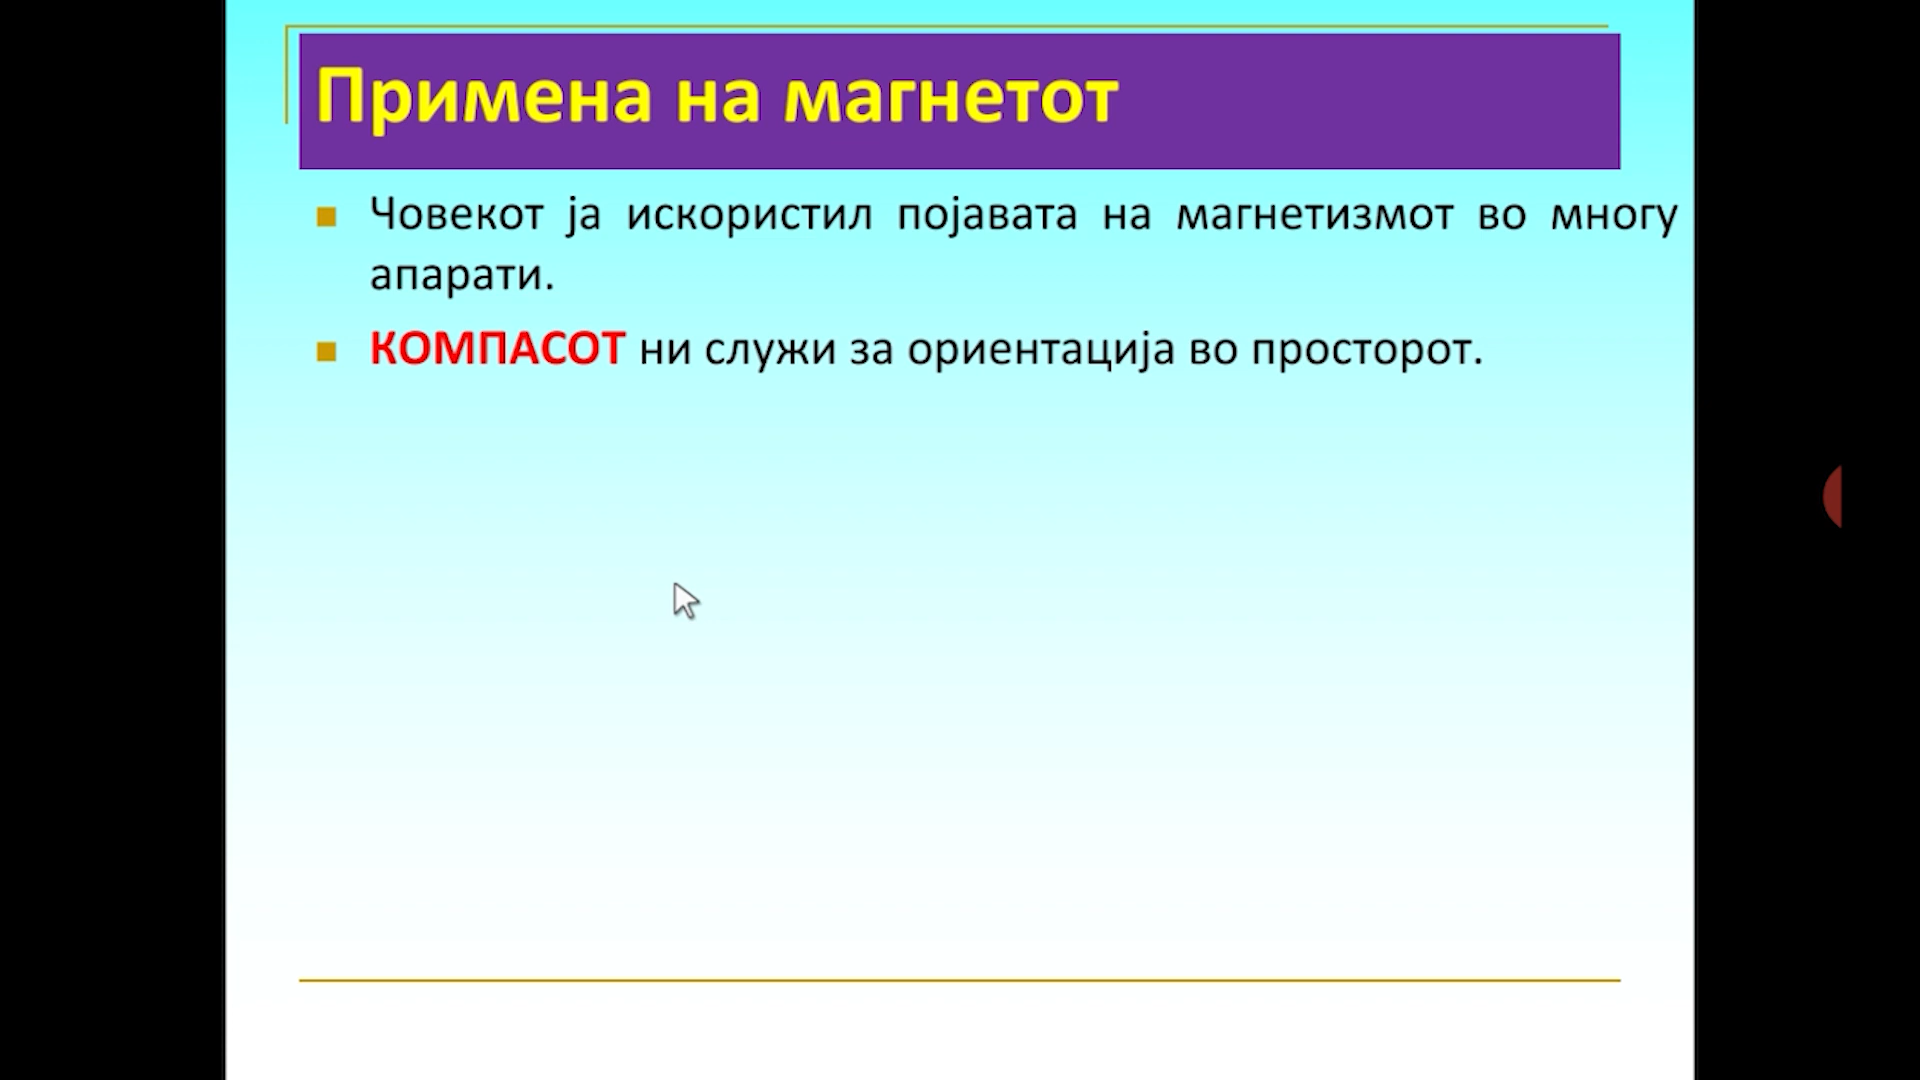 Примена на магнетот
Човекот ја искористил појавата на магнетизмот во многу
апарати.
КОМПАСОТ ни служи за ориентација во просторот.